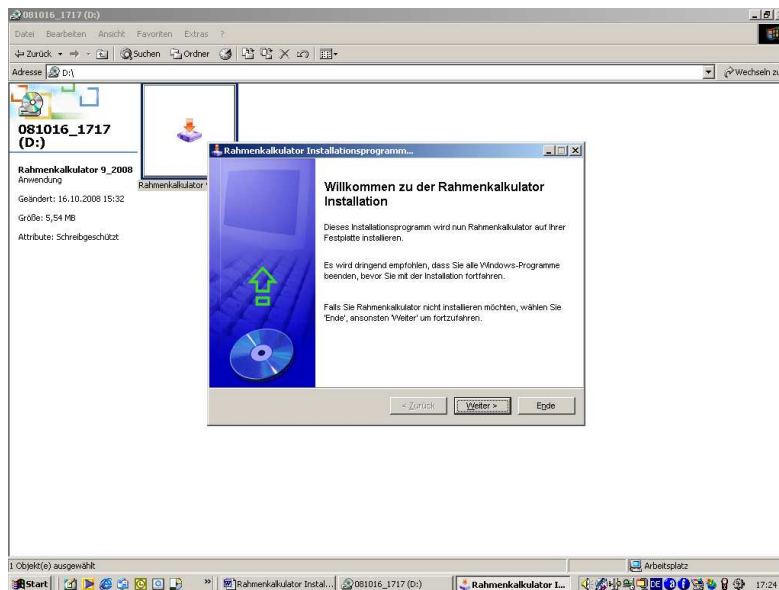 081016_1717 (D:)
Datei Bearbeiten Ansicht Favoriten Extras ?
Zurück Suchen Ordner
Adresse D:\ Wechseln zu
081016_1717
(D:)
Rahmenkalkulator 9_2008
Anwendung
Geändert: 16.10.2008 15:32
Größe: 5,54 MB
Attribute: Schreibgeschützt
Rahmenkalkulator
Rahmenkalkulator Installationsprogramm...
Willkommen zu der Rahmenkalkulator
Installation
Dieses Installationsprogramm wird nun Rahmenkalkulator auf Ihrer
Festplatte installieren.
Es wird dringend empfohlen, dass Sie alle Windows-Programme
beenden, bevor Sie mit der Installation fortfahren.
Falls Sie Rahmenkalkulator nicht installieren möchten, wählen Sie
'Ende', ansonsten 'Weiter' um fortzufahren.
< Zurück Weiter > Ende
1 Objekt(e) ausgewählt Arbeitsplatz
Start » Rahmenkalkulator Instal... 081016_1717 (D:) Rahmenkalkulator I... DE 17:24